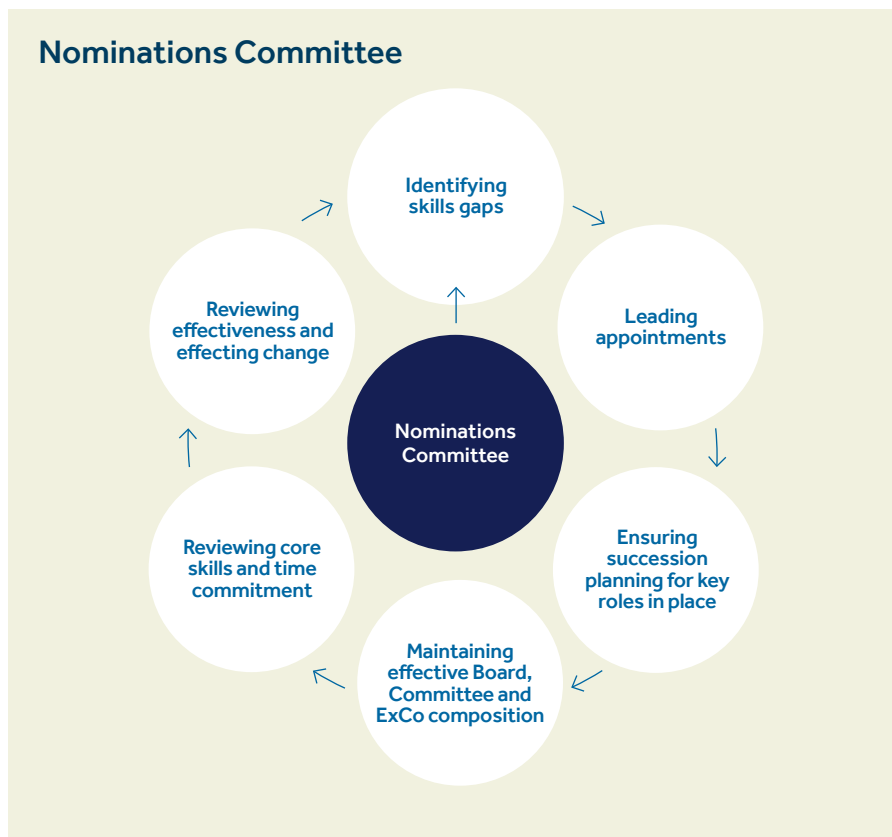 Nominations Committee
Identifying
skills gaps
Leading
appointments
Ensuring
succession
planning for key
roles in place
Maintaining
effective Board,
Committee and
ExCo composition
Reviewing core
skills and time
commitment
Reviewing
effectiveness and
effecting change
Nominations
Committee